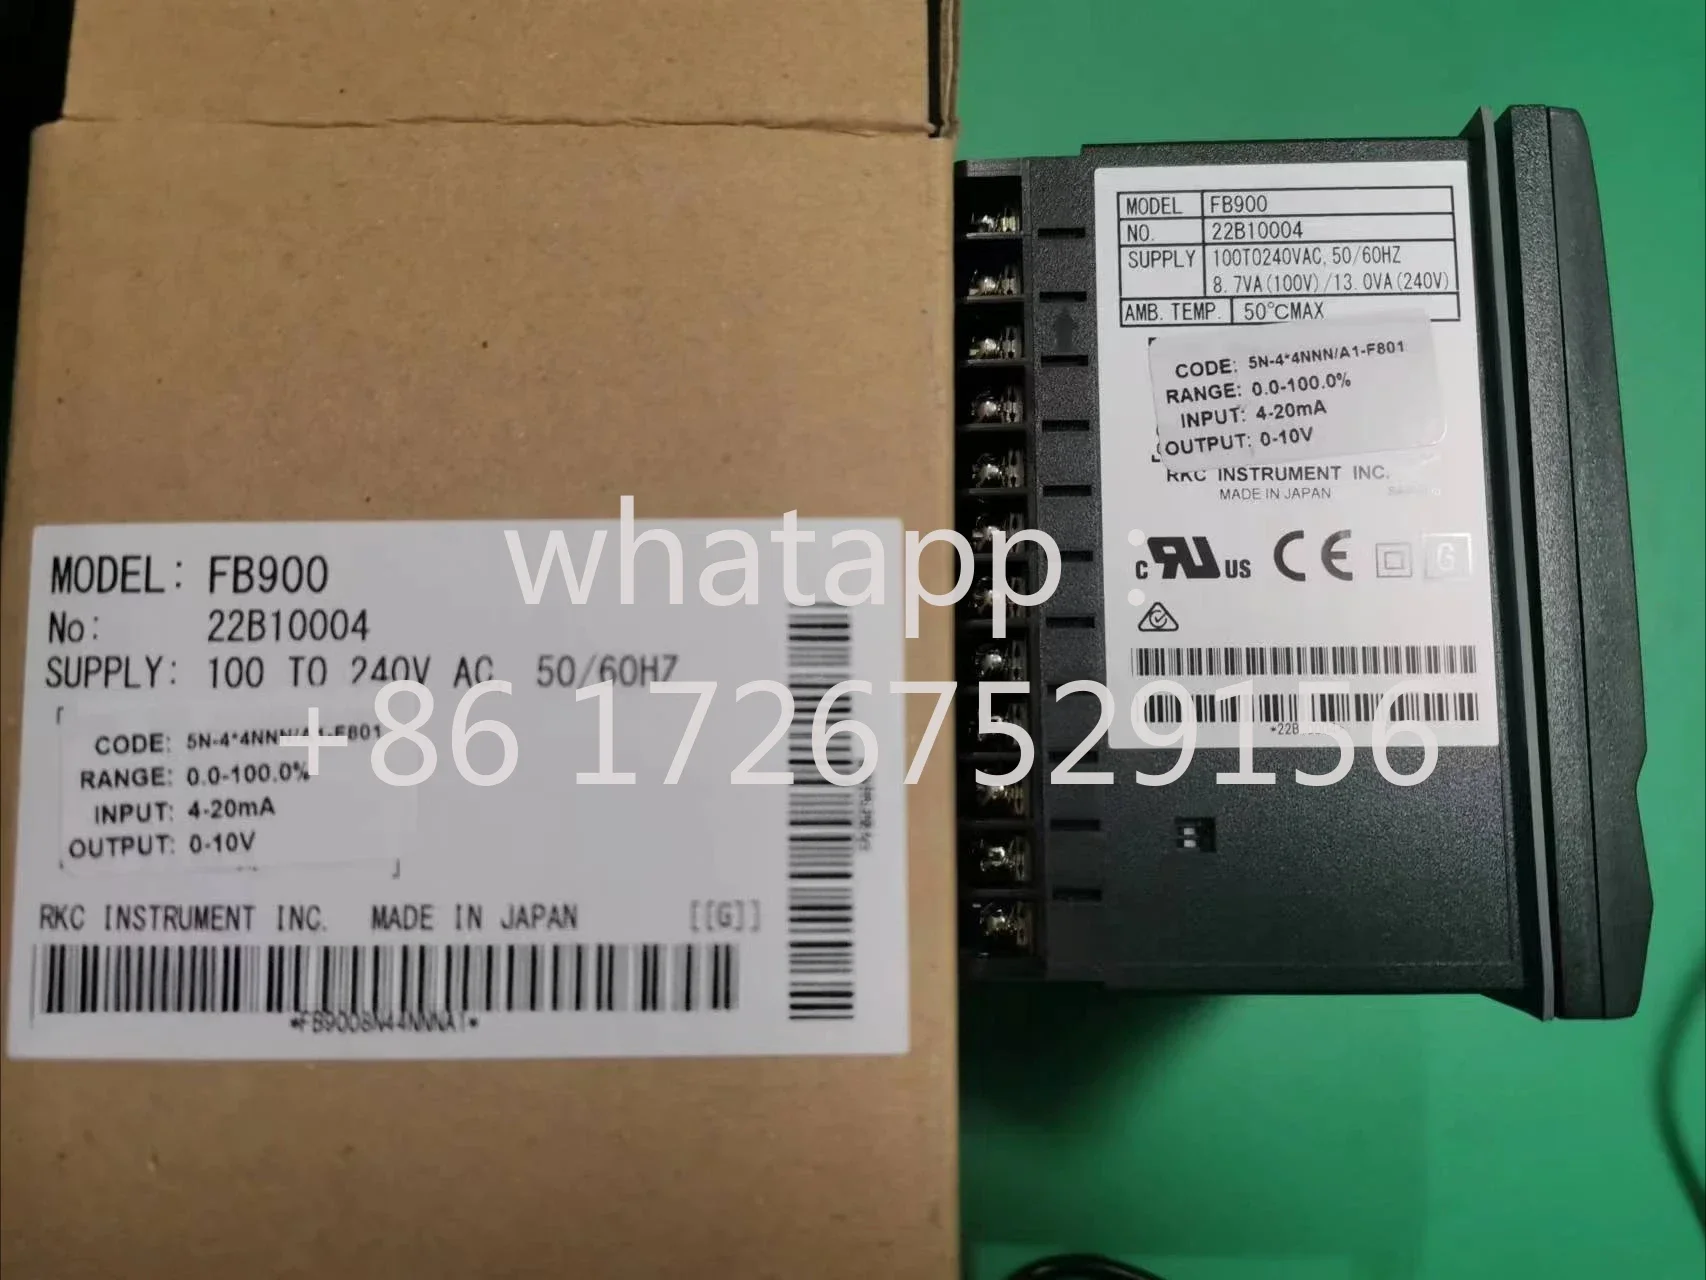 MODEL: FB900
No: 22B10004
SUPPLY: 100 TO 240V AC 50/60HZ
CODE: 5N-4*4NNN/A1-F801
RANGE: 0.0-100.0%
INPUT: 4-20mA
OUTPUT: 0-10V
RKC INSTRUMENT INC. MADE IN JAPAN [[G]]
*FB9008N44NNNA1*
whatapp :
+86 17267529156
MODEL FB900
NO. 22B10004
SUPPLY 100TO240VAC, 50/60HZ
8.7VA(100V)/13.0VA(240V)
AMB. TEMP. 50°CMAX
CODE: 5N-4*4NNN/A1-F801
RANGE: 0.0-100.0%
INPUT: 4-20mA
OUTPUT: 0-10V
RKC INSTRUMENT INC.
MADE IN JAPAN
c RU US CE G